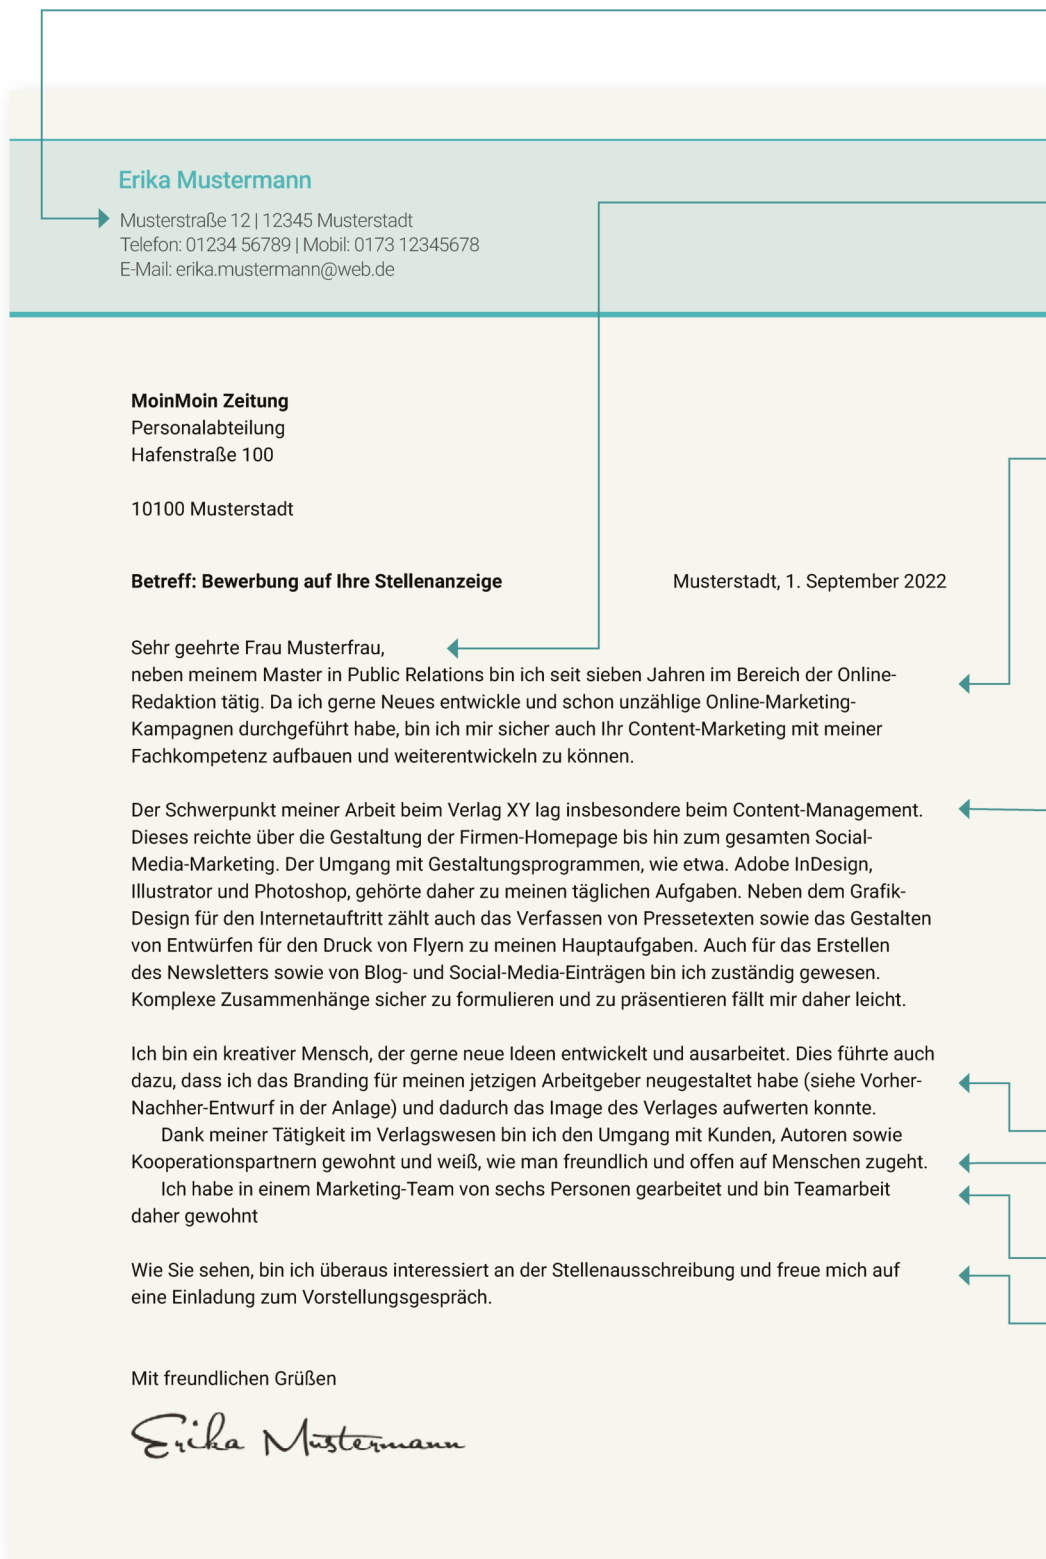 Erika Mustermann
Musterstraße 12 | 12345 Musterstadt
Telefon: 01234 56789 | Mobil: 0173 12345678
E-Mail: erika.mustermann@web.de
MoinMoin Zeitung
Personalabteilung
Hafenstraße 100
10100 Musterstadt
Betreff: Bewerbung auf Ihre Stellenanzeige
Musterstadt, 1. September 2022
Sehr geehrte Frau Musterfrau,
neben meinem Master in Public Relations bin ich seit sieben Jahren im Bereich der Online-
Redaktion tätig. Da ich gerne Neues entwickle und schon unzählige Online-Marketing-
Kampagnen durchgeführt habe, bin ich mir sicher auch Ihr Content-Marketing mit meiner
Fachkompetenz aufbauen und weiterentwickeln zu können.
Der Schwerpunkt meiner Arbeit beim Verlag XY lag insbesondere beim Content-Management.
Dieses reichte über die Gestaltung der Firmen-Homepage bis hin zum gesamten Social-
Media-Marketing. Der Umgang mit Gestaltungsprogrammen, wie etwa. Adobe InDesign,
Illustrator und Photoshop, gehörte daher zu meinen täglichen Aufgaben. Neben dem Grafik-
Design für den Internetauftritt zählt auch das Verfassen von Pressetexten sowie das Gestalten
von Entwürfen für den Druck von Flyern zu meinen Hauptaufgaben. Auch für das Erstellen
des Newsletters sowie von Blog- und Social-Media-Einträgen bin ich zuständig gewesen.
Komplexe Zusammenhänge sicher zu formulieren und zu präsentieren fällt mir daher leicht.
Ich bin ein kreativer Mensch, der gerne neue Ideen entwickelt und ausarbeitet. Dies führte auch
dazu, dass ich das Branding für meinen jetzigen Arbeitgeber neugestaltet habe (siehe Vorher-
Nachher-Entwurf in der Anlage) und dadurch das Image des Verlages aufwerten konnte.
Dank meiner Tätigkeit im Verlagswesen bin ich den Umgang mit Kunden, Autoren sowie
Kooperationspartnern gewohnt und weiß, wie man freundlich und offen auf Menschen zugeht.
Ich habe in einem Marketing-Team von sechs Personen gearbeitet und bin Teamarbeit
daher gewohnt
Wie Sie sehen, bin ich überaus interessiert an der Stellenausschreibung und freue mich auf
eine Einladung zum Vorstellungsgespräch.
Mit freundlichen Grüßen
Erika Mustermann